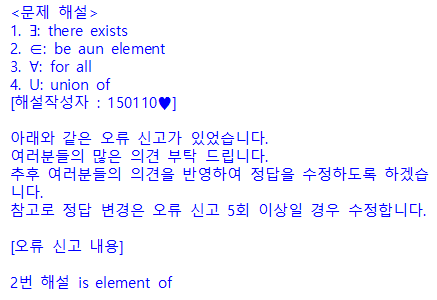 <문제 해설>
1. ∃: there exists
2. ∈: be aun element
3. ∀: for all
4. U: union of
[해설작성자 : 150110♥]
아래와 같은 오류 신고가 있었습니다.
여러분들의 많은 의견 부탁 드립니다.
추후 여러분들의 의견을 반영하여 정답을 수정하도록 하겠습
니다.
참고로 정답 변경은 오류 신고 5회 이상일 경우 수정합니다.
[오류 신고 내용]
2번 해설 is element of